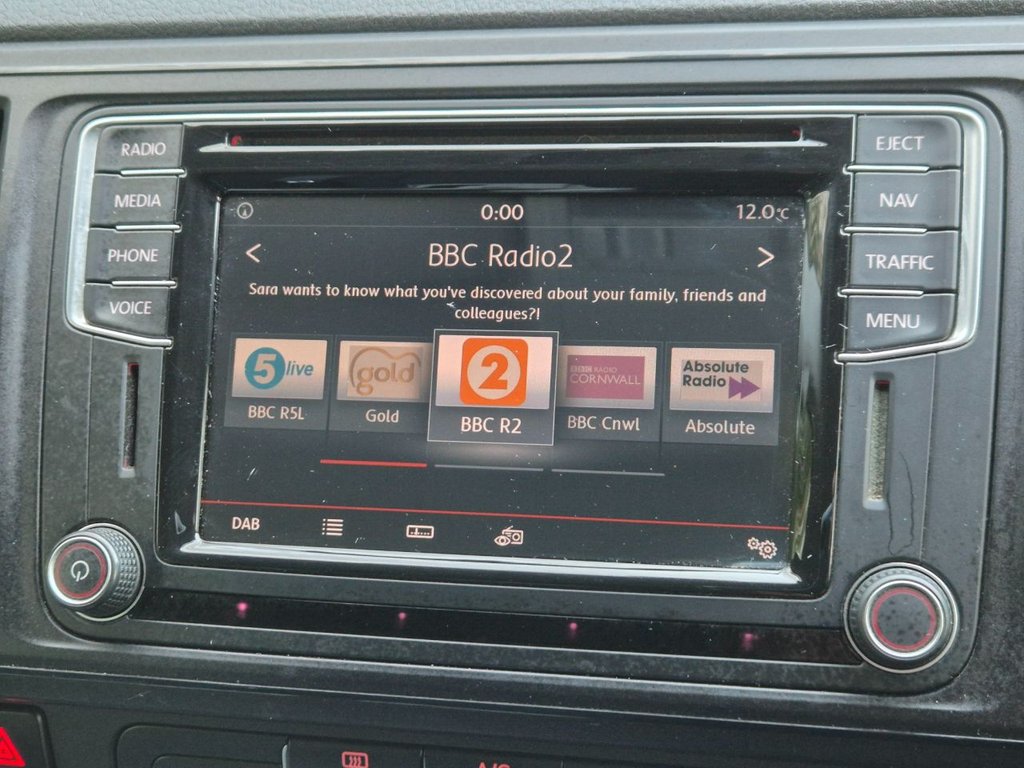 RADIO
EJECT
MEDIA
NAV
PHONE
TRAFFIC
VOICE
MENU
0:00
12.0°C
< BBC Radio2 >
Sara wants to know what you've discovered about your family, friends and
colleagues?!
5 live
gold
2
BBC RADIO
CORNWALL
Absolute
Radio
BBC R5L
Gold
BBC R2
BBC Cnwl
Absolute
DAB
A/C